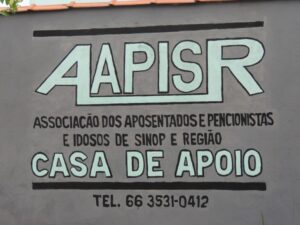 AAPISR
ASSOCIAÇÃO DOS APOSENTADOS E PENCIONISTAS
E IDOSOS DE SINOP E REGIÃO
CASA DE APOIO
TEL. 66 3531-0412